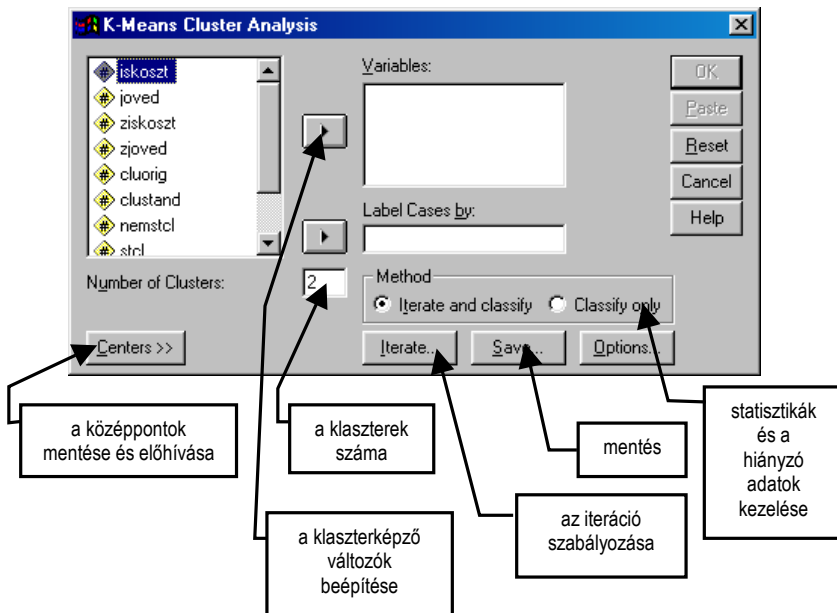 K-Means Cluster Analysis
iskoszt
joved
ziskoszt
zjoved
cluorig
clustand
nemstcl
stcl
Variables:
Label Cases by:
OK
Paste
Reset
Cancel
Help
Number of Clusters:
2
Method
Iterate and classify
Classify only
Centers >>
Iterate...
Save...
Options...
a középpontok
mentése és előhívása
a klaszterek
száma
mentés
statisztikák
és a
hiányzó
adatok
kezelése
az iteráció
szabályozása
a klaszterképző
változók
beépítése